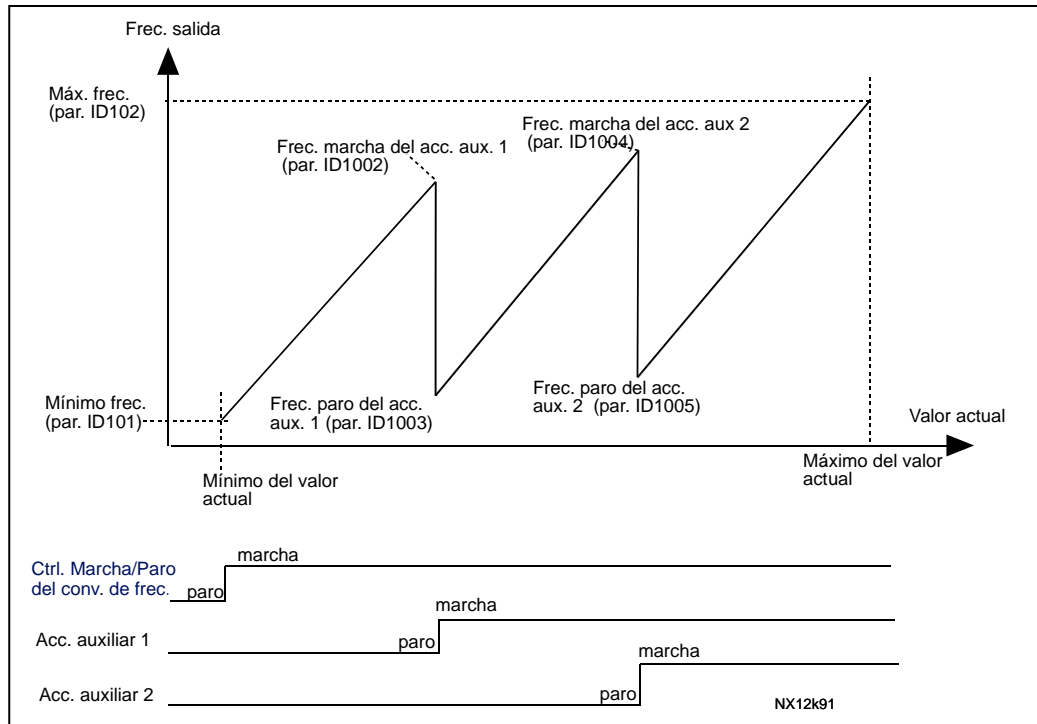 Frec. salida
Máx. frec.
(par. ID102)
Frec. marcha del acc. aux. 1
(par. ID1002)
Frec. marcha del acc. aux 2
(par. ID1004)
Mínimo frec.
(par. ID101)
Frec. paro del acc.
aux. 1 (par. ID1003)
Frec. paro del acc.
aux. 2 (par. ID1005)
Valor actual
Mínimo del valor
actual
Máximo del valor
actual
Ctrl. Marcha/Paro
del conv. de frec.
paro
marcha
Acc. auxiliar 1
paro
marcha
Acc. auxiliar 2
paro
marcha
NX12k91